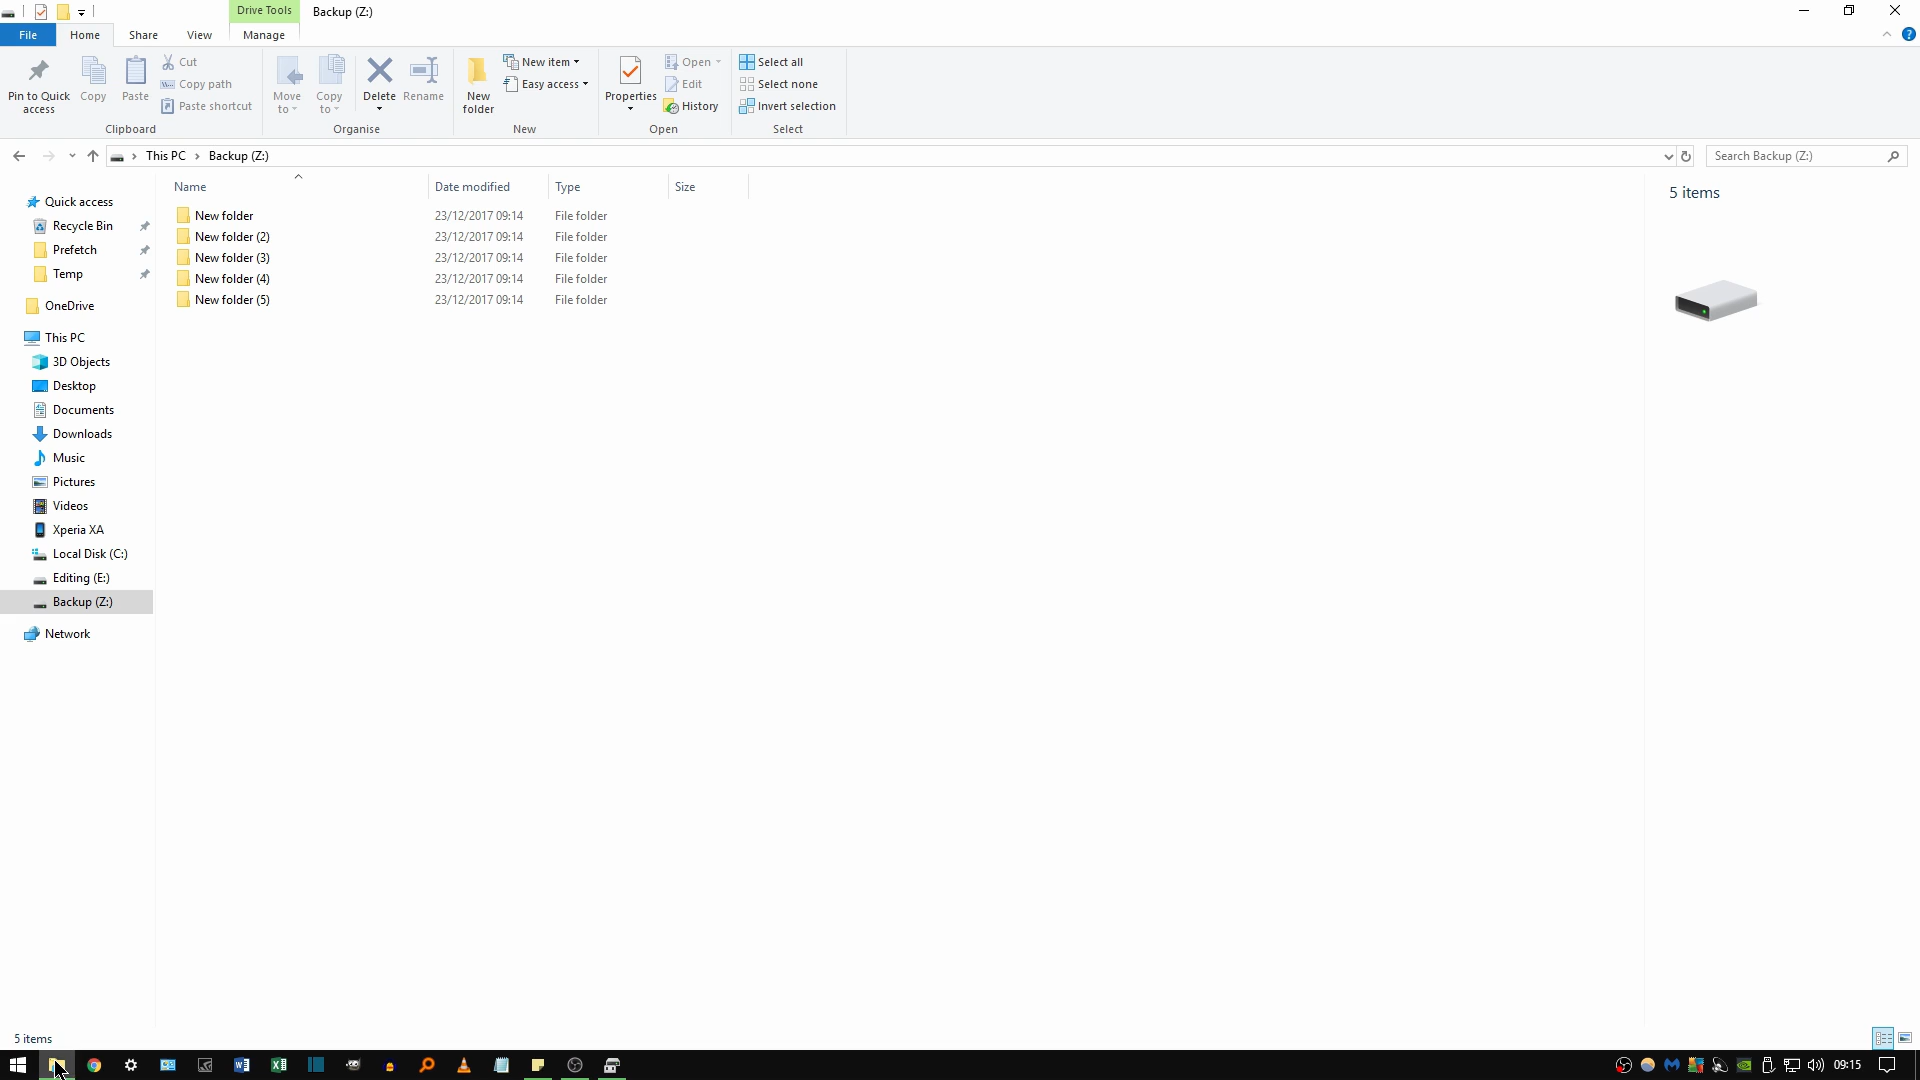 Drive Tools
Backup (Z:)
File
Home
Share
View
Manage
Pin to Quick access
Copy
Paste
Cut
Copy path
Paste shortcut
Clipboard
Move to
Copy to
Delete
Rename
Organise
New folder
New item
Easy access
New
Properties
Open
Edit
History
Open
Select all
Select none
Invert selection
Select
This PC
Backup (Z:)
Search Backup (Z:)
Name
Date modified
Type
Size
New folder 23/12/2017 09:14 File folder
New folder (2) 23/12/2017 09:14 File folder
New folder (3) 23/12/2017 09:14 File folder
New folder (4) 23/12/2017 09:14 File folder
New folder (5) 23/12/2017 09:14 File folder
Quick access
Recycle Bin
Prefetch
Temp
OneDrive
This PC
3D Objects
Desktop
Documents
Downloads
Music
Pictures
Videos
Xperia XA
Local Disk (C:)
Editing (E:)
Backup (Z:)
Network
5 items
5 items
09:15